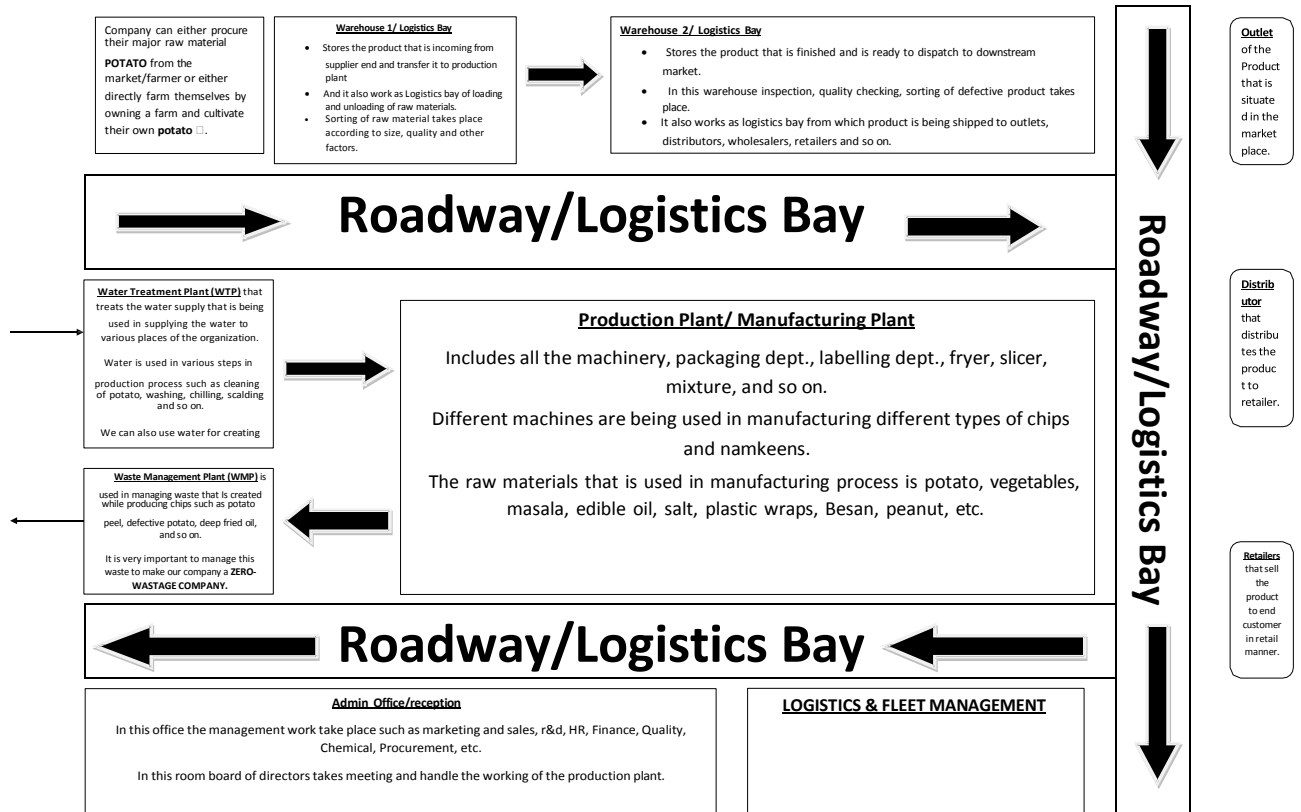 Company can either procure
their major raw material
POTATO from the
market/farmer or either
directly farm themselves by
owning a farm and cultivate
their own potato □.
Warehouse 1/ Logistics Bay
• Stores the product that is incoming from
supplier end and transfer it to production
plant
• And it also work as Logistics bay of loading
and unloading of raw materials.
• Sorting of raw material takes place
according to size, quality and other
factors.
Warehouse 2/ Logistics Bay
• Stores the product that is finished and is ready to dispatch to downstream
market.
• In this warehouse inspection, quality checking, sorting of defective product takes
place.
• It also works as logistics bay from which product is being shipped to outlets,
distributors, wholesalers, retailers and so on.
Outlet
of the
Product
that is
situate
d in the
market
place.
Roadway/Logistics Bay
Roadway/Logistics Bay
Water Treatment Plant (WTP) that
treats the water supply that is being
used in supplying the water to
various places of the organization.
Water is used in various steps in
production process such as cleaning
of potato, washing, chilling, scalding
and so on.
We can also use water for creating
Production Plant/ Manufacturing Plant
Includes all the machinery, packaging dept., labelling dept., fryer, slicer,
mixture, and so on.
Different machines are being used in manufacturing different types of chips
and namkeens.
The raw materials that is used in manufacturing process is potato, vegetables,
masala, edible oil, salt, plastic wraps, Besan, peanut, etc.
Distrib
utor
that
distribu
tes the
produc
t to
retailer.
Waste Management Plant (WMP) is
used in managing waste that Is created
while producing chips such as potato
peel, defective potato, deep fried oil,
and so on.
It is very important to manage this
waste to make our company a ZERO-
WASTAGE COMPANY.
Retailers
that sell
the
product
to end
customer
in retail
manner.
Roadway/Logistics Bay
Admin Office/reception
In this office the management work take place such as marketing and sales, r&d, HR, Finance, Quality,
Chemical, Procurement, etc.
In this room board of directors takes meeting and handle the working of the production plant.
LOGISTICS & FLEET MANAGEMENT